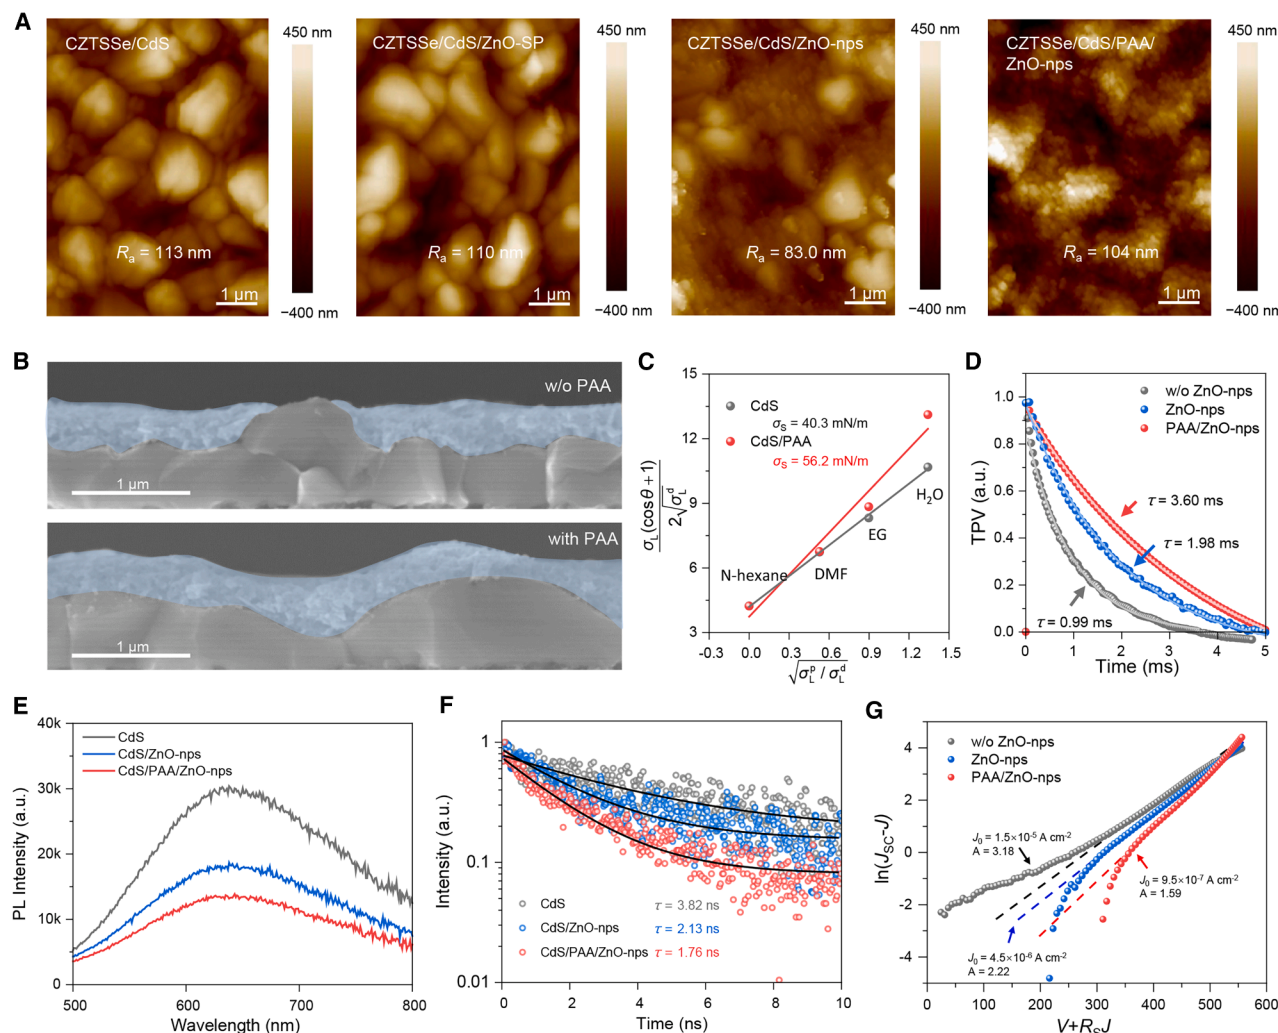 A
CZTSSe/CdS
Rₐ = 113 nm
1 μm
450 nm
−400 nm
CZTSSe/CdS/ZnO-SP
Rₐ = 110 nm
1 μm
450 nm
−400 nm
CZTSSe/CdS/ZnO-nps
Rₐ = 83.0 nm
1 μm
450 nm
−400 nm
CZTSSe/CdS/PAA/
ZnO-nps
Rₐ = 104 nm
1 μm
450 nm
−400 nm
B
w/o PAA
1 μm
with PAA
1 μm
C
15
12
9
6
3
-0.3
0.0
0.3
0.6
0.9
1.2
1.5
σL (cos θ + 1)
2√σLᵈ
√σLᵖ / σLᵈ
CdS
σS = 40.3 mN/m
CdS/PAA
σS = 56.2 mN/m
H₂O
EG
DMF
N-hexane
D
TPV (a.u.)
1.0
0.8
0.6
0.4
0.2
0.0
0
1
2
3
4
5
Time (ms)
w/o ZnO-nps
ZnO-nps
PAA/ZnO-nps
τ = 3.60 ms
τ = 1.98 ms
τ = 0.99 ms
E
PL Intensity (a.u.)
40k
30k
20k
10k
0
500
600
700
800
Wavelength (nm)
CdS
CdS/ZnO-nps
CdS/PAA/ZnO-nps
F
Intensity (a.u.)
1
0.1
0.01
0
2
4
6
8
10
Time (ns)
CdS τ = 3.82 ns
CdS/ZnO-nps τ = 2.13 ns
CdS/PAA/ZnO-nps τ = 1.76 ns
G
ln(JSC-J)
4
2
0
-2
-4
0
100
200
300
400
500
600
V+RSJ
w/o ZnO-nps
ZnO-nps
PAA/ZnO-nps
J₀ = 1.5×10⁻⁵ A cm⁻²
A = 3.18
J₀ = 9.5×10⁻⁷ A cm⁻²
A = 1.59
J₀ = 4.5×10⁻⁶ A cm⁻²
A = 2.22